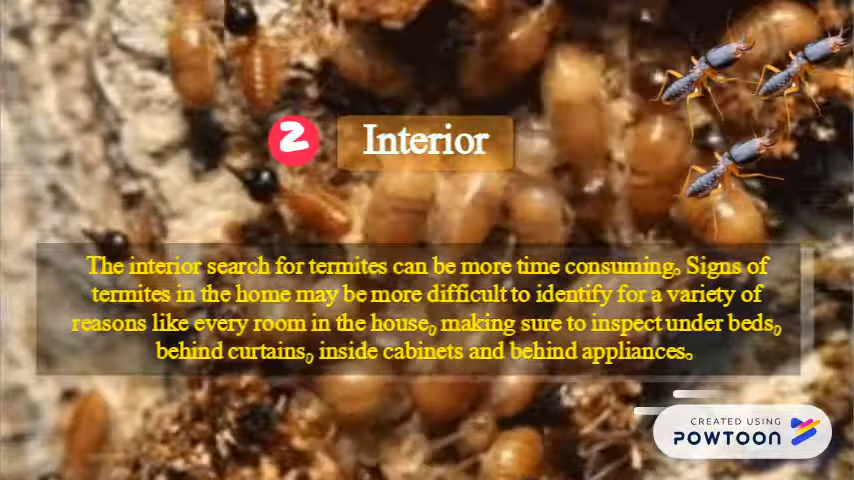 2 Interior
The interior search for termites can be more time consuming. Signs of
termites in the home may be more difficult to identify for a variety of
reasons like every room in the house, making sure to inspect under beds,
behind curtains, inside cabinets and behind appliances.
CREATED USING
POWTOON